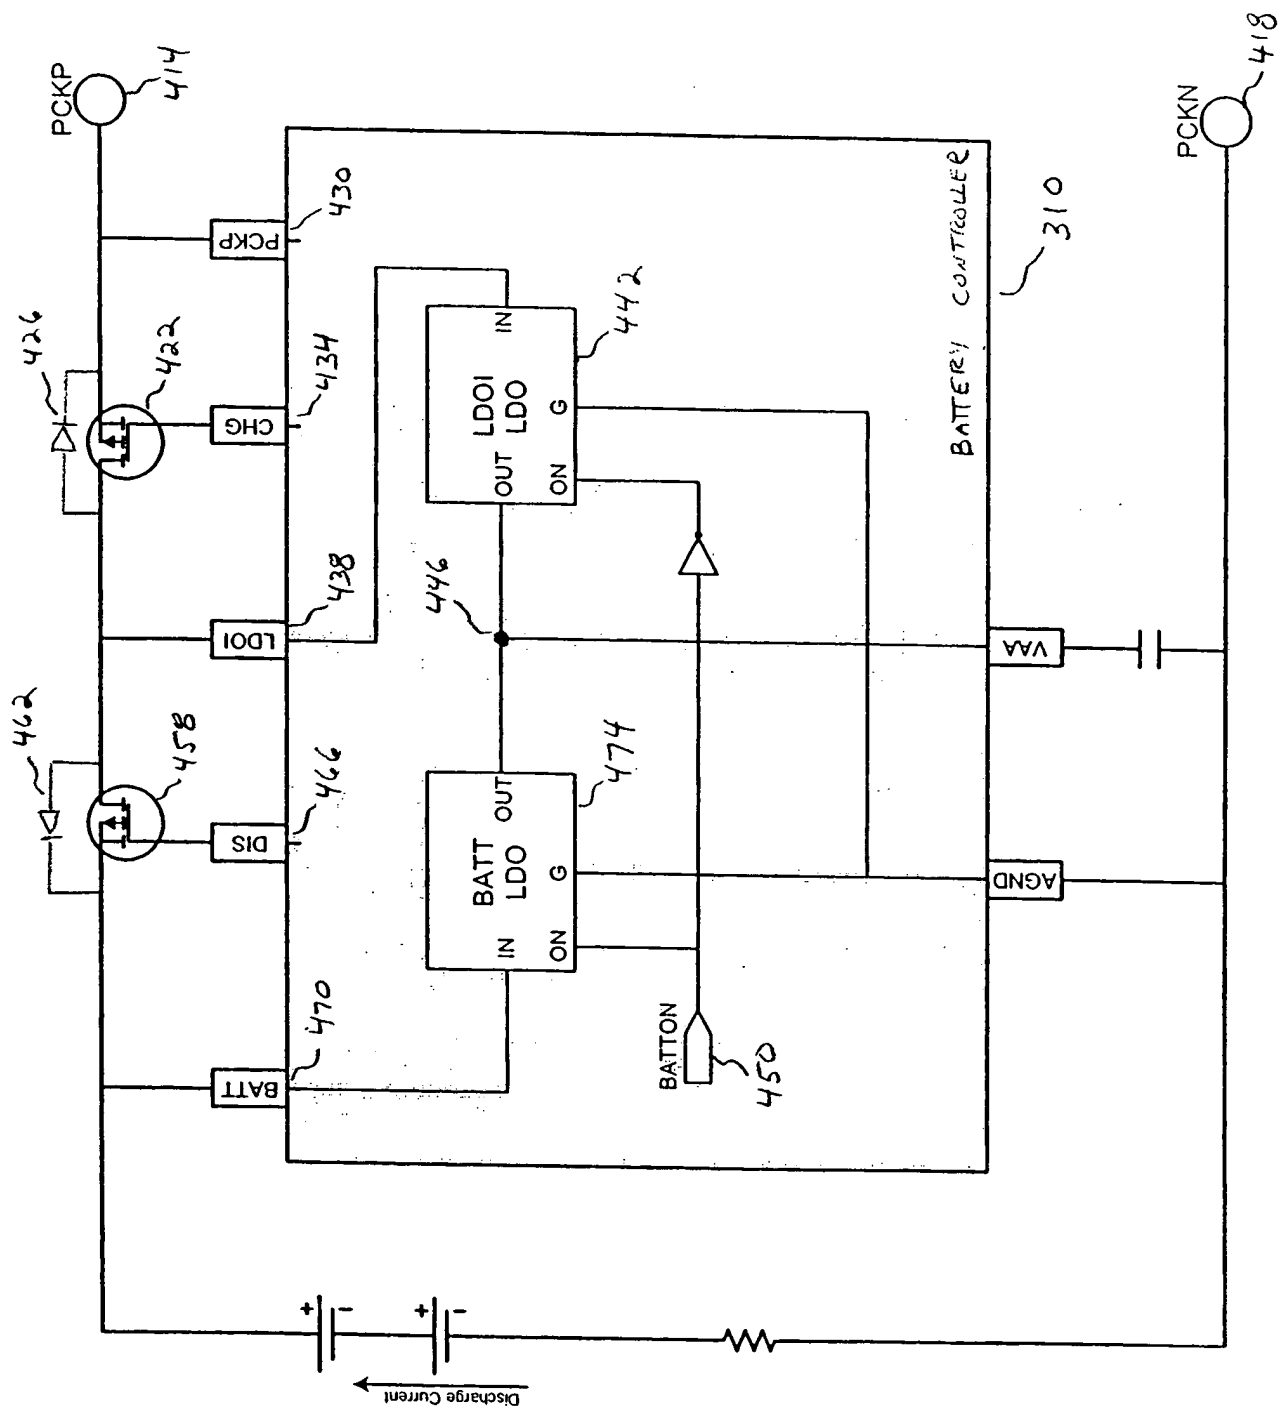 PCKP
414
426
422
462
458
PCKP
430
CHG
434
LDOI
438
DIS
466
BATT
470
IN
LDOI
LDO
OUT
G
ON
442
446
OUT
BATT
LDO
IN
G
ON
474
BATTON
450
BATTERY CONTROLLER
310
VAA
AGND
+
-
+
-
Discharge Current
PCKN
418